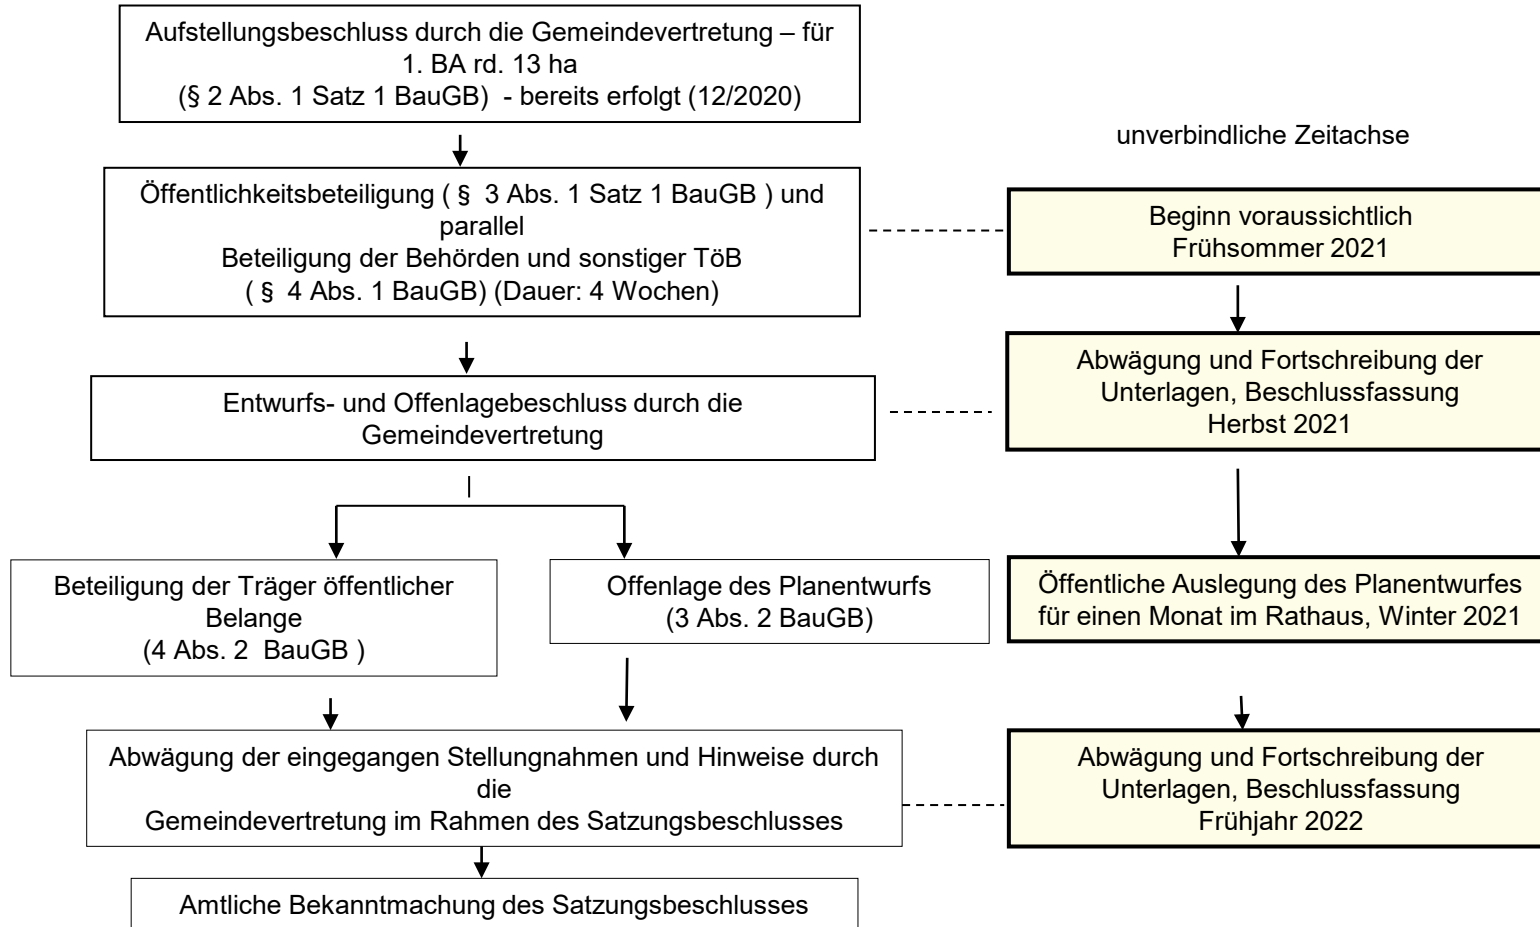 Aufstellungsbeschluss durch die Gemeindevertretung – für
1. BA rd. 13 ha
(§ 2 Abs. 1 Satz 1 BauGB)  - bereits erfolgt (12/2020)
unverbindliche Zeitachse
Öffentlichkeitsbeteiligung ( §  3 Abs. 1 Satz 1 BauGB ) und
parallel
Beteiligung der Behörden und sonstiger TöB
( §  4 Abs. 1 BauGB) (Dauer: 4 Wochen)
Beginn voraussichtlich
Frühsommer 2021
Entwurfs- und Offenlagebeschluss durch die
Gemeindevertretung
Abwägung und Fortschreibung der
Unterlagen, Beschlussfassung
Herbst 2021
Beteiligung der Träger öffentlicher
Belange
(4 Abs. 2  BauGB )
Offenlage des Planentwurfs
(3 Abs. 2 BauGB)
Öffentliche Auslegung des Planentwurfes
für einen Monat im Rathaus, Winter 2021
Abwägung der eingegangen Stellungnahmen und Hinweise durch
die
Gemeindevertretung im Rahmen des Satzungsbeschlusses
Abwägung und Fortschreibung der
Unterlagen, Beschlussfassung
Frühjahr 2022
Amtliche Bekanntmachung des Satzungsbeschlusses